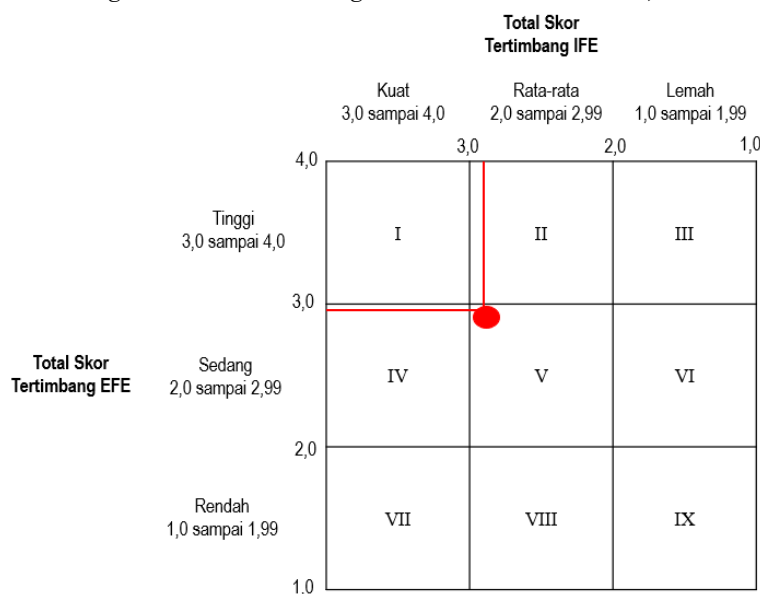 Total Skor
Tertimbang IFE
Kuat
3,0 sampai 4,0
Rata-rata
2,0 sampai 2,99
Lemah
1,0 sampai 1,99
4,0
3,0
2,0
1,0
Tinggi
3,0 sampai 4,0
I
II
III
3,0
Total Skor
Tertimbang EFE
Sedang
2,0 sampai 2,99
IV
V
VI
2,0
Rendah
1,0 sampai 1,99
VII
VIII
IX
1,0